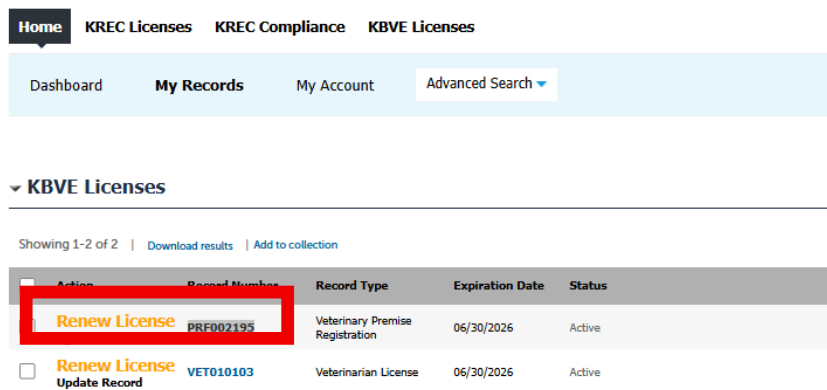 Home KREC Licenses KREC Compliance KBVE Licenses
Dashboard My Records My Account Advanced Search
KBVE Licenses
Showing 1-2 of 2 | Download results | Add to collection
Action Record Number Record Type Expiration Date Status
Renew License PRF002195 Veterinary Premise Registration 06/30/2026 Active
Renew License VET010103 Veterinarian License 06/30/2026 Active
Update Record